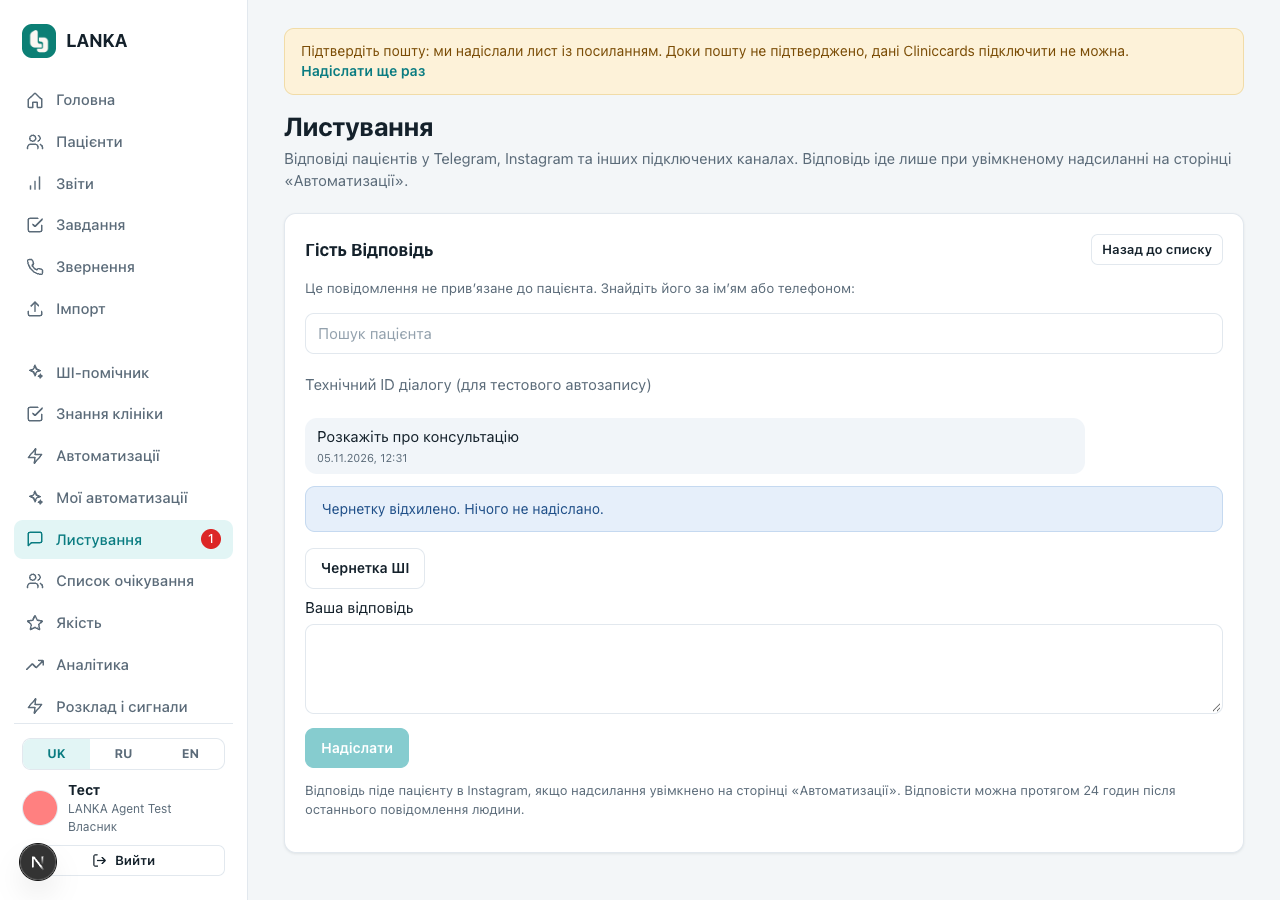 LANKA
Головна
Пацієнти
Звіти
Завдання
Звернення
Імпорт
ШІ-помічник
Знання клініки
Автоматизації
Мої автоматизації
Листування
1
Список очікування
Якість
Аналітика
Розклад і сигнали
UK
RU
EN
Тест
LANKA Agent Test
Власник
N
Вийти
Підтвердіть пошту: ми надіслали лист із посиланням. Доки пошту не підтверджено, дані Cliniccards підключити не можна.
Надіслати ще раз
Листування
Відповіді пацієнтів у Telegram, Instagram та інших підключених каналах. Відповідь іде лише при увімкненому надсиланні на сторінці
«Автоматизації».
Гість Відповідь
Назад до списку
Це повідомлення не привʼязане до пацієнта. Знайдіть його за імʼям або телефоном:
Пошук пацієнта
Технічний ID діалогу (для тестового автозапису)
Розкажіть про консультацію
05.11.2026, 12:31
Чернетку відхилено. Нічого не надіслано.
Чернетка ШІ
Ваша відповідь
Надіслати
Відповідь піде пацієнту в Instagram, якщо надсилання увімкнено на сторінці «Автоматизації». Відповісти можна протягом 24 годин після
останнього повідомлення людини.